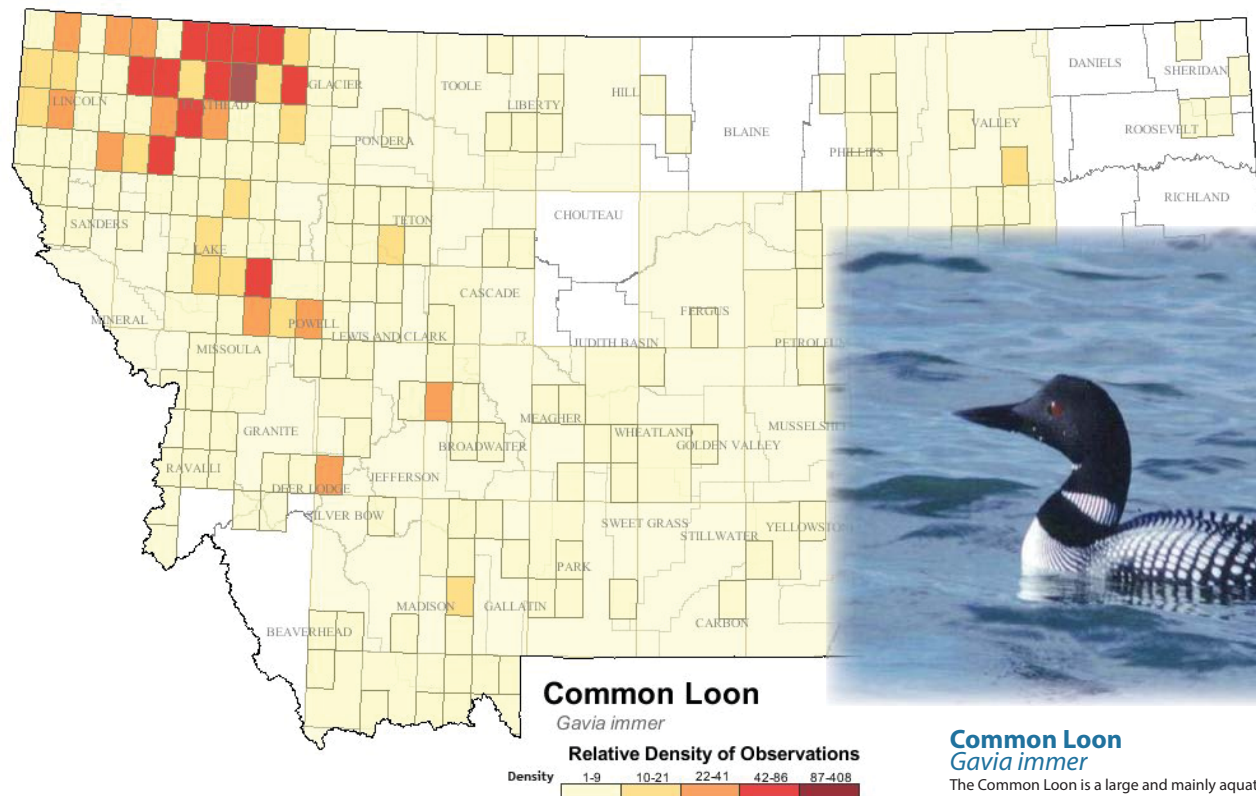 DANIELS
SHERIDAN
GLACIER
TOOLE
LIBERTY
HILL
LINCOLN
FLATHEAD
BLAINE
VALLEY
ROOSEVELT
PONDERA
PHILLIPS
RICHLAND
CHOUTEAU
SANDERS
TETON
LAKE
CASCADE
FERGUS
MINERAL
POWELL
LEWIS AND CLARK
JUDITH BASIN
PETROLEUM
MISSOULA
MEAGHER
GRANITE
WHEATLAND
MUSSELSHE
BROADWATER
GOLDEN VALLEY
RAVALLI
JEFFERSON
DEER LODGE
SILVER BOW
SWEET GRASS
YELLOWSTON
STILLWATER
PARK
MADISON
GALLATIN
CARBON
BEAVERHEAD
Common Loon
Gavia immer
Relative Density of Observations
Density 1-9 10-21 22-41 42-86 87-408
Common Loon
Gavia immer
The Common Loon is a large and mainly aquat